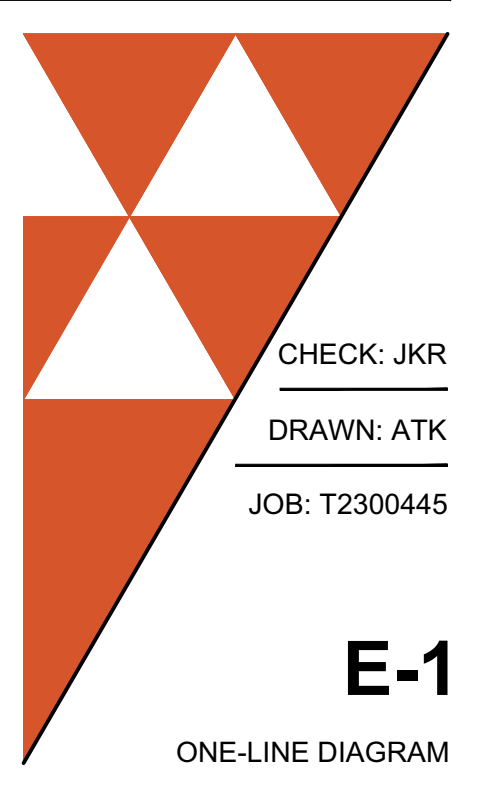 CHECK: JKR
DRAWN: ATK
JOB: T2300445
E-1
ONE-LINE DIAGRAM